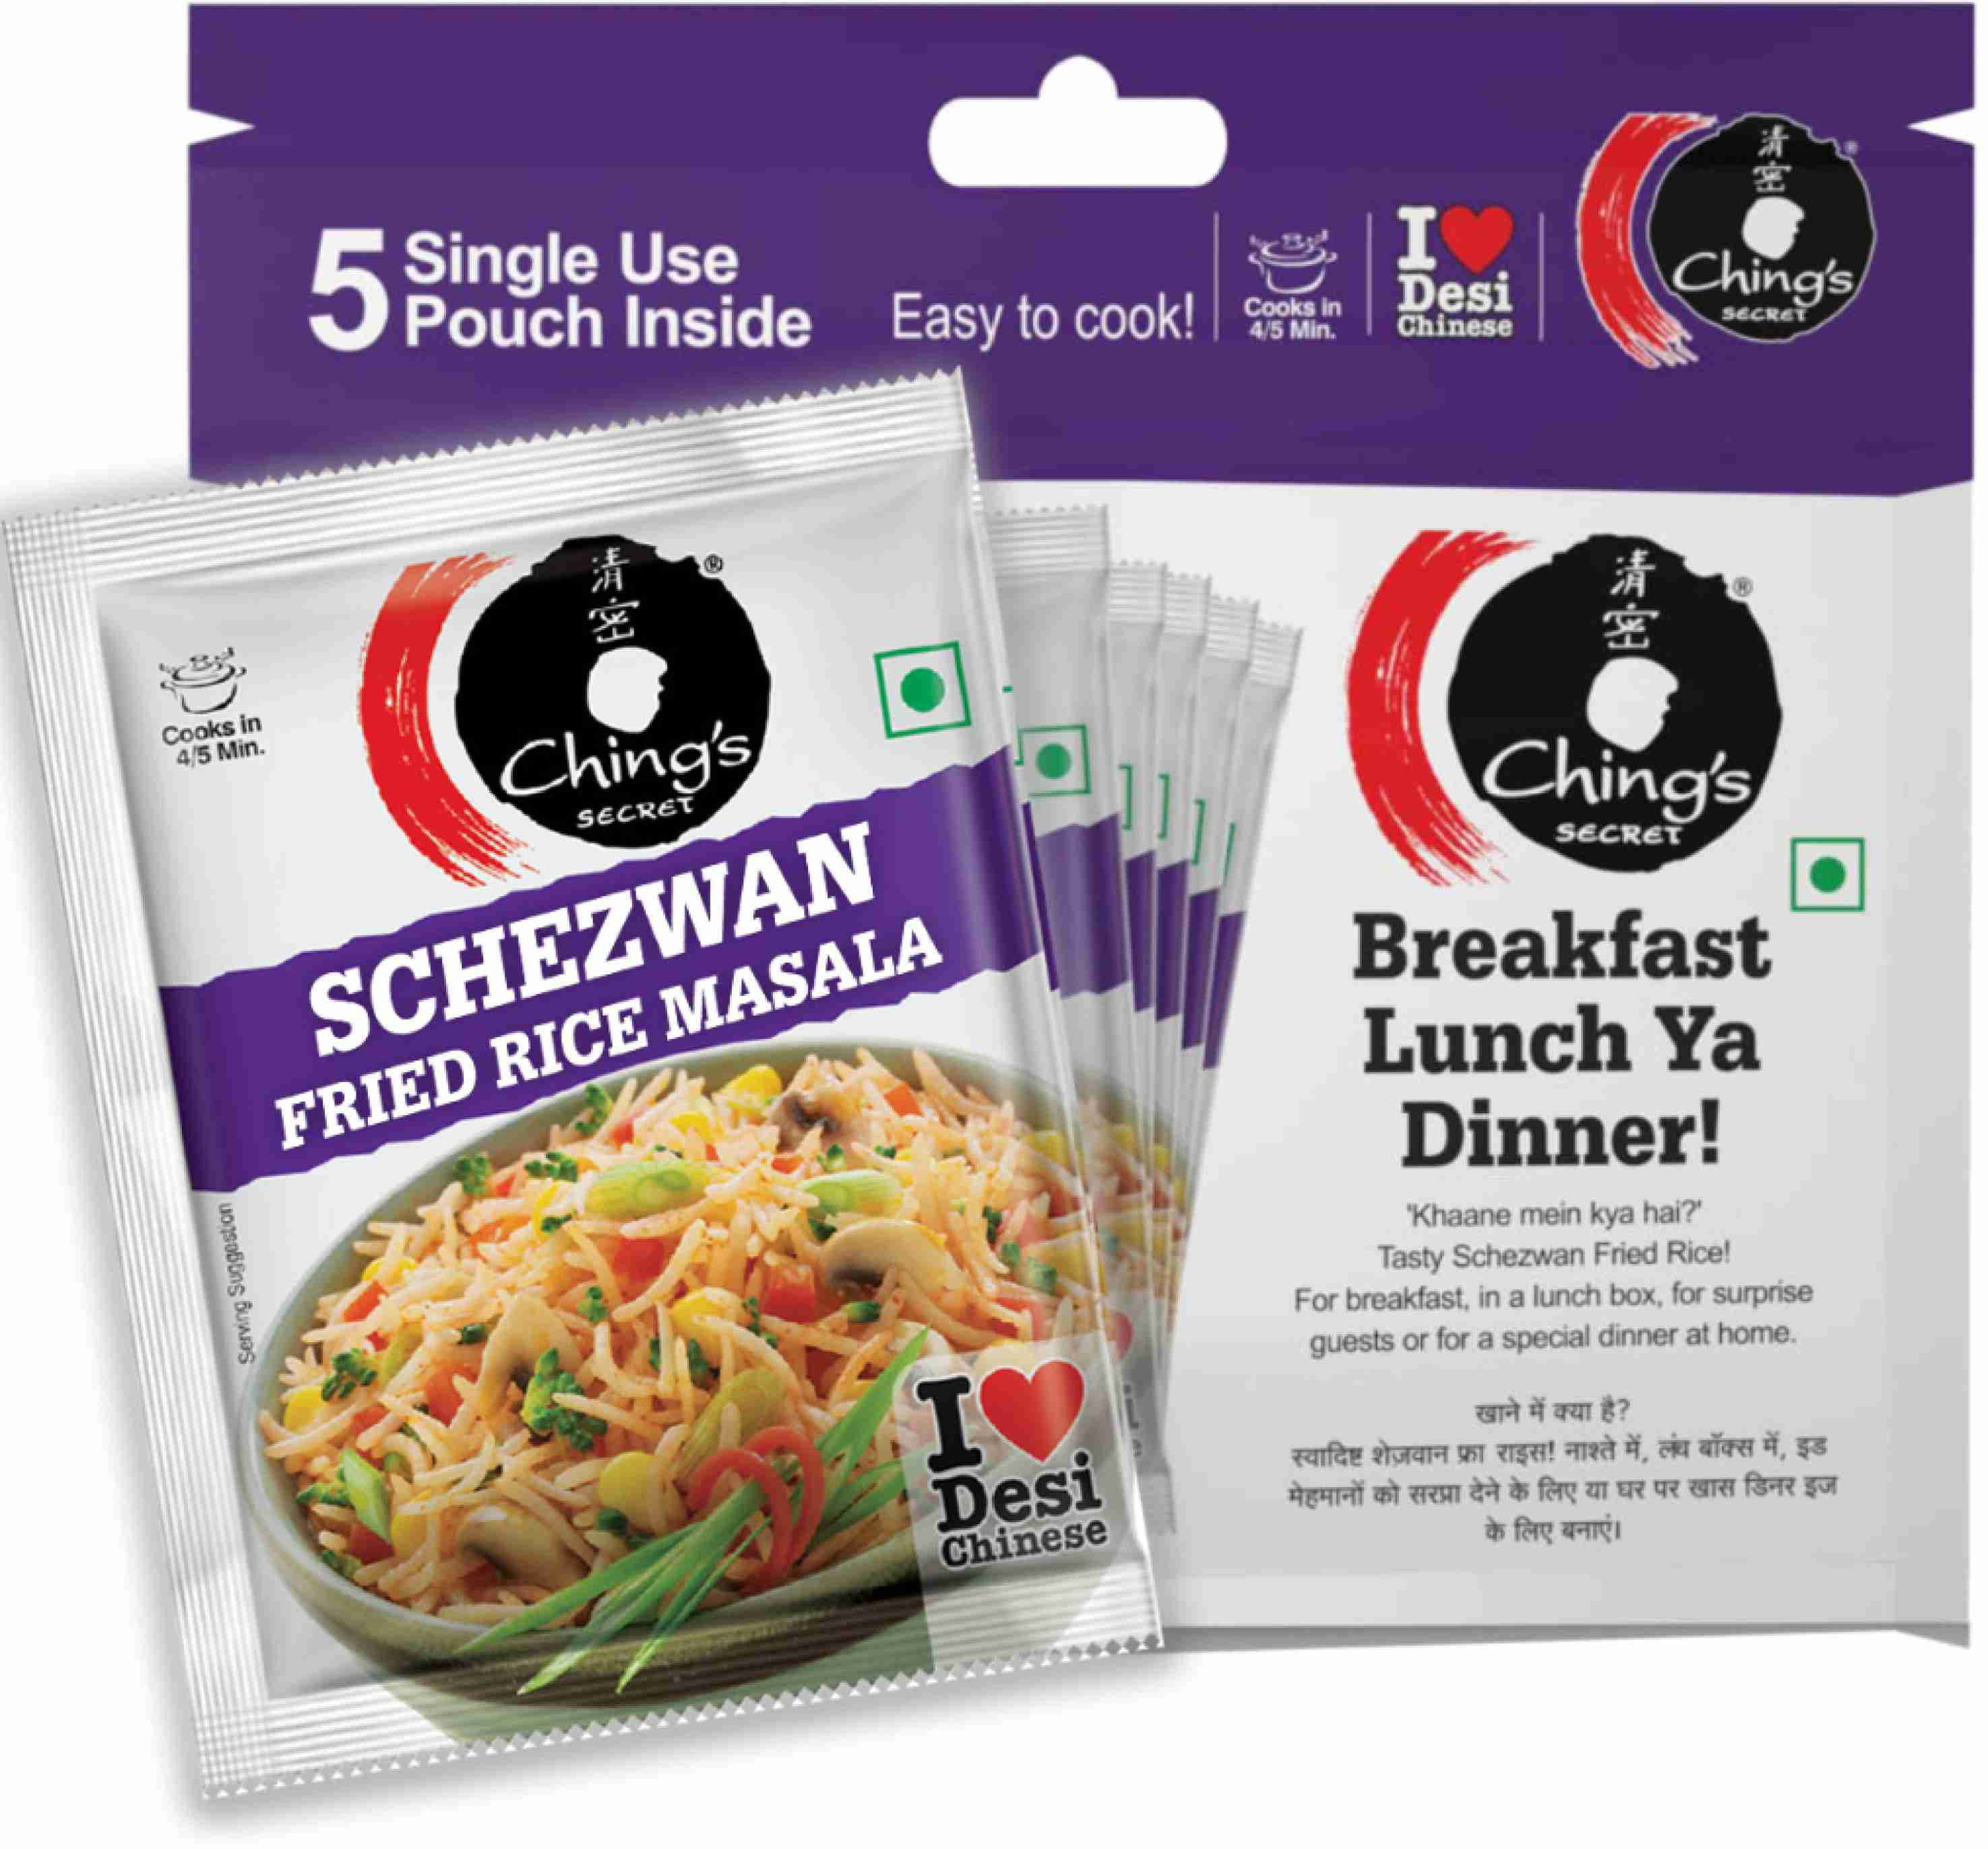 5 Single Use
Pouch Inside
Easy to cook!
Cooks in
4/5 Min.
I
Desi
Chinese
清
密
Ching's
SECRET
®
Cooks in
4/5 Min.
清
密
®
Ching's
SECRET
SCHEZWAN
FRIED RICE MASALA
Serving Suggestion
I
Desi
Chinese
清
密
®
Ching's
SECRET
Breakfast
Lunch Ya
Dinner!
'Khaane mein kya hai?'
Tasty Schezwan Fried Rice!
For breakfast, in a lunch box, for surprise
guests or for a special dinner at home.
खाने में क्या है?
स्वादिष्ट शेज़वान फ्रा राइस! नाश्ते में, लंच बॉक्स में, इड
मेहमानों को सरप्रा देने के लिए या घर पर खास डिनर इज
के लिए बनाएं।